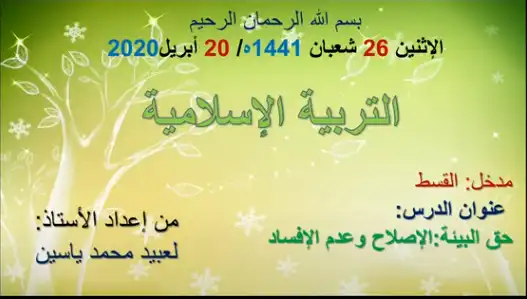 بسم الله الرحمان الرحيم
الإثنين 26 شعبان 1441ه/ 20 أبريل2020
التربية الإسلامية
مدخل: القسط
عنوان الدرس:
حق البيئة:الإصلاح وعدم الإفساد
من إعداد الأستاذ:
لعبيد محمد ياسين